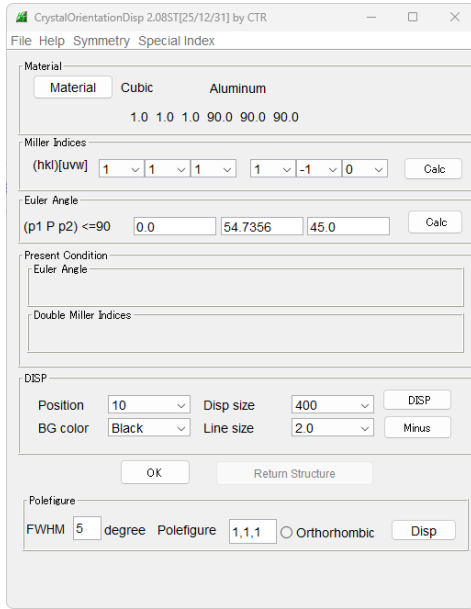 CrystalOrientationDisp 2.08ST[25/12/31] by CTR
File Help Symmetry Special Index
Material
Material Cubic Aluminum
1.0 1.0 1.0 90.0 90.0 90.0
Miller Indices
(hkl)[uvw] 1 1 1 1 -1 0 Calc
Euler Angle
(p1 P p2) <=90 0.0 54.7356 45.0 Calc
Present Condition
Euler Angle
Double Miller Indices
DISP
Position 10 Disp size 400 DISP
BG color Black Line size 2.0 Minus
OK Return Structure
Polefigure
FWHM 5 degree Polefigure 1,1,1 Orthorhombic Disp